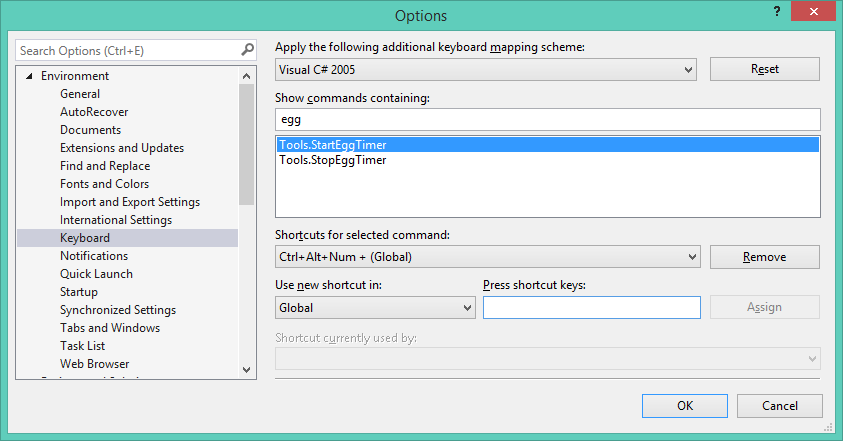 Options
?
Search Options (Ctrl+E)
Environment
General
AutoRecover
Documents
Extensions and Updates
Find and Replace
Fonts and Colors
Import and Export Settings
International Settings
Keyboard
Notifications
Quick Launch
Startup
Synchronized Settings
Tabs and Windows
Task List
Web Browser
Apply the following additional keyboard mapping scheme:
Visual C# 2005
Reset
Show commands containing:
egg
Tools.StartEggTimer
Tools.StopEggTimer
Shortcuts for selected command:
Ctrl+Alt+Num + (Global)
Remove
Use new shortcut in:
Press shortcut keys:
Global
Assign
Shortcut currently used by:
OK
Cancel